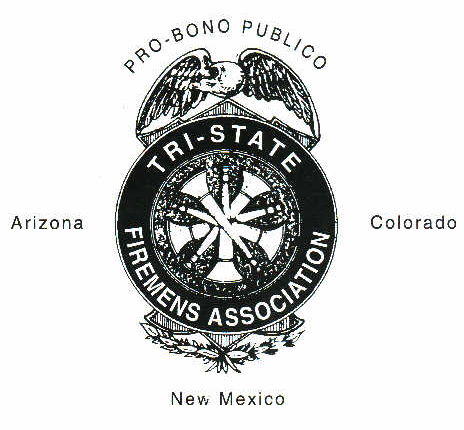 PRO-BONO PUBLICO
TRI-STATE
FIREMENS ASSOCIATION
Arizona
Colorado
New Mexico